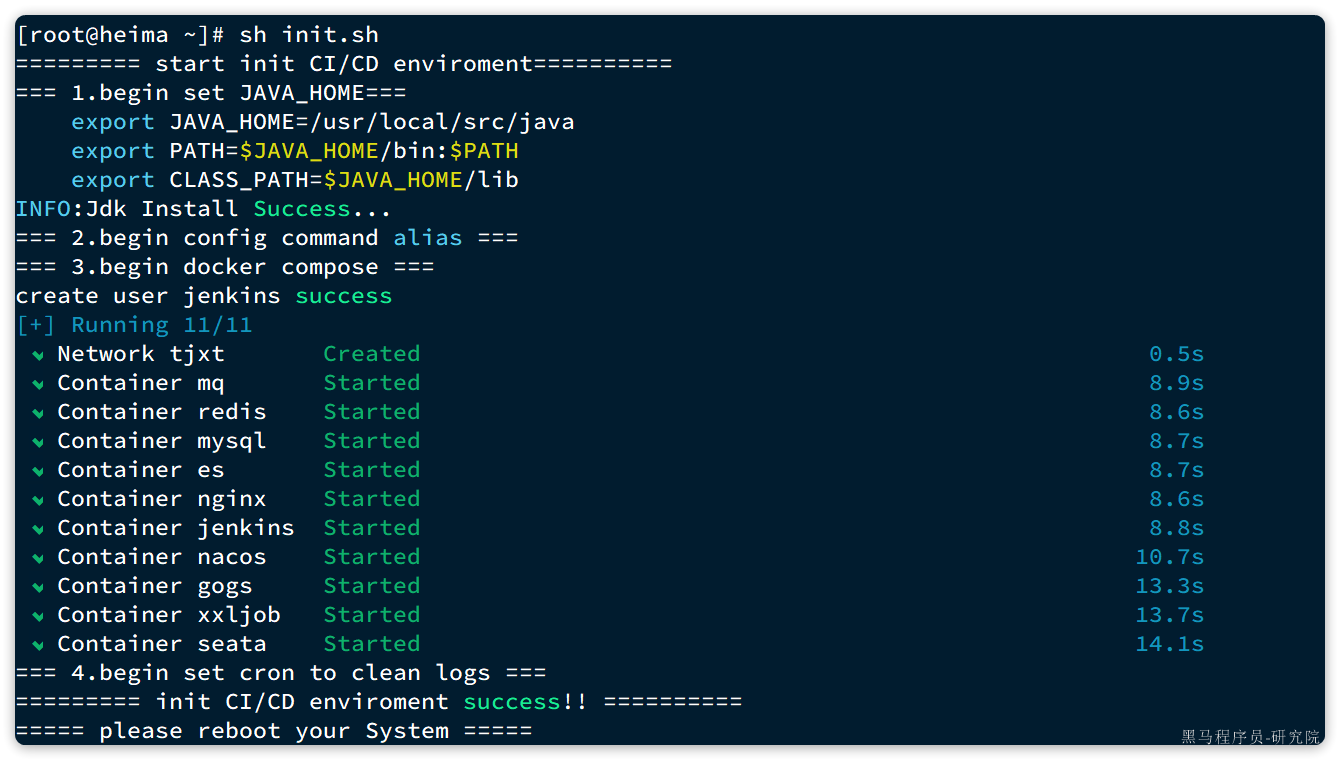 [root@heima ~]# sh init.sh
========= start init CI/CD enviroment==========
=== 1.begin set JAVA_HOME===
    export JAVA_HOME=/usr/local/src/java
    export PATH=$JAVA_HOME/bin:$PATH
    export CLASS_PATH=$JAVA_HOME/lib
INFO:Jdk Install Success...
=== 2.begin config command alias ===
=== 3.begin docker compose ===
create user jenkins success
[+] Running 11/11
Network tjxt Created 0.5s
Container mq Started 8.9s
Container redis Started 8.6s
Container mysql Started 8.7s
Container es Started 8.7s
Container nginx Started 8.6s
Container jenkins Started 8.8s
Container nacos Started 10.7s
Container gogs Started 13.3s
Container xxljob Started 13.7s
Container seata Started 14.1s
=== 4.begin set cron to clean logs ===
========= init CI/CD enviroment success!! ==========
===== please reboot your System =====
黑马程序员-研究院